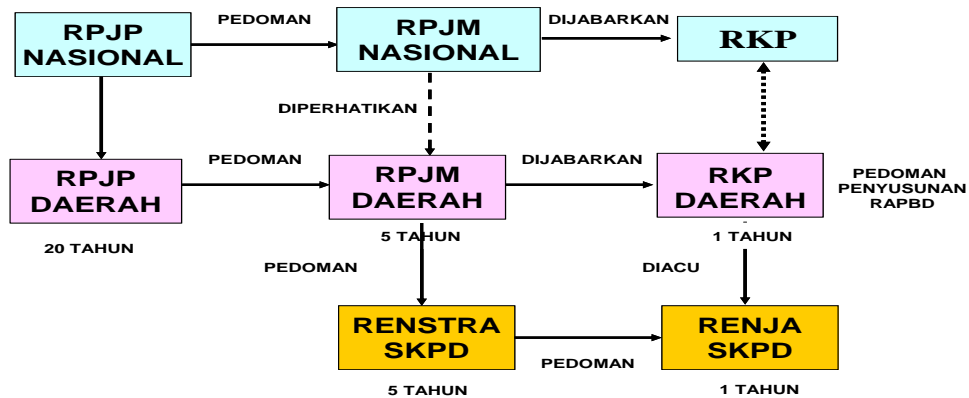 RPJP
NASIONAL
PEDOMAN
RPJM
NASIONAL
DIJABARKAN
RKP
DIPERHATIKAN
RPJP
DAERAH
PEDOMAN
RPJM
DAERAH
DIJABARKAN
RKP
DAERAH
PEDOMAN
PENYUSUNAN
RAPBD
20 TAHUN
5 TAHUN
1 TAHUN
PEDOMAN
DIACU
RENSTRA
SKPD
PEDOMAN
RENJA
SKPD
5 TAHUN
1 TAHUN